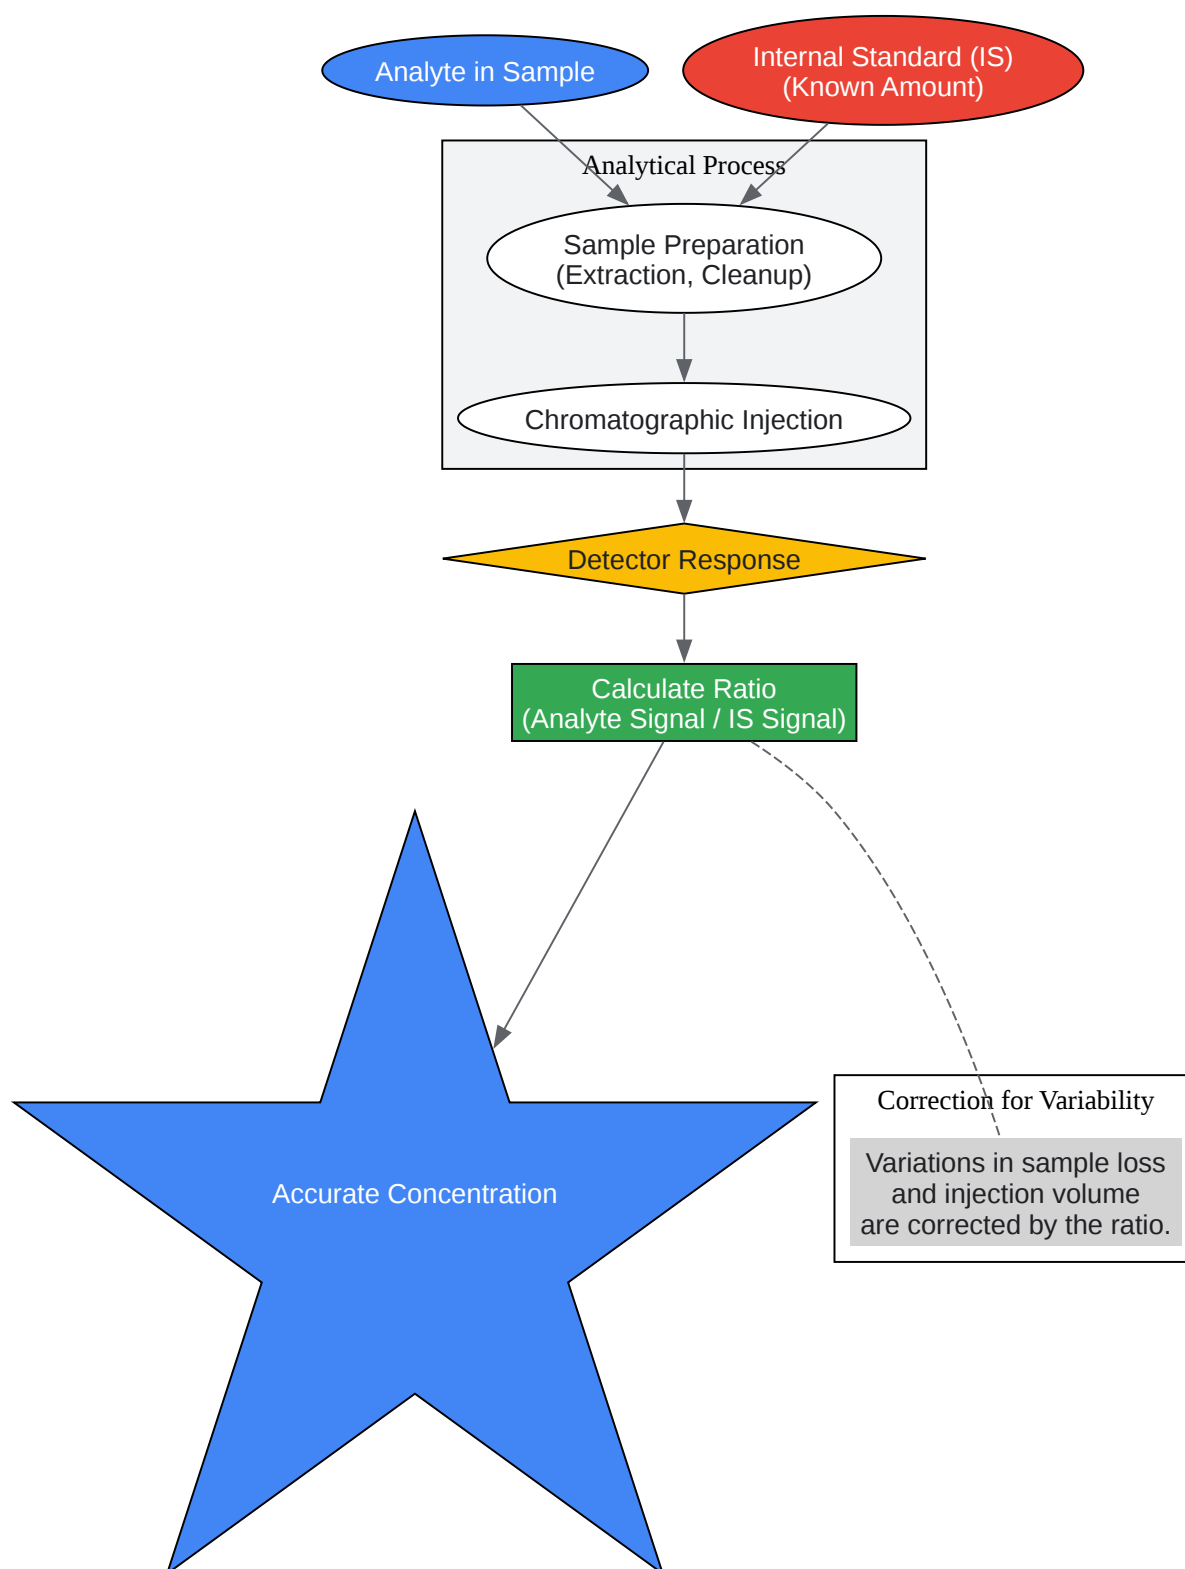 Analyte in Sample
Internal Standard (IS)
(Known Amount)
Analytical Process
Sample Preparation
(Extraction, Cleanup)
Chromatographic Injection
Detector Response
Calculate Ratio
(Analyte Signal / IS Signal)
Accurate Concentration
Correction for Variability
Variations in sample loss
and injection volume
are corrected by the ratio.